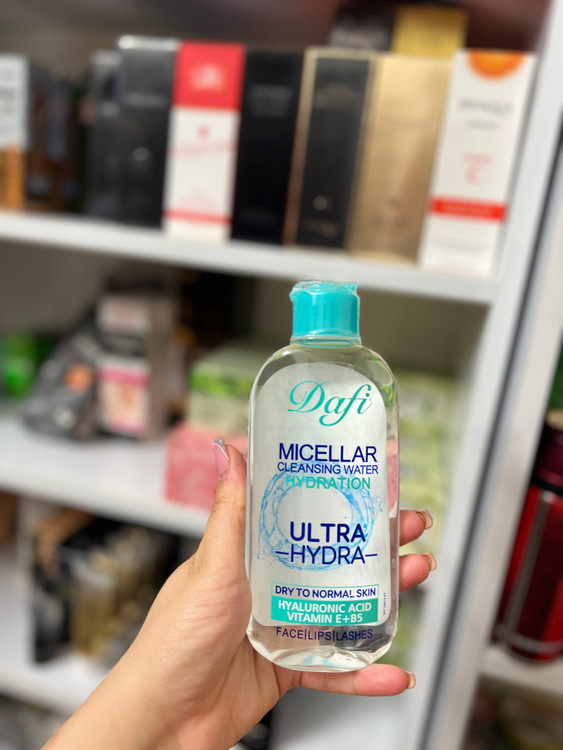 Dafi
MICELLAR
CLEANSING WATER
HYDRATION
ULTRA
–HYDRA–
DRY TO NORMAL SKIN
HYALURONIC ACID
VITAMIN E+B5
FACE|LIPS|LASHES